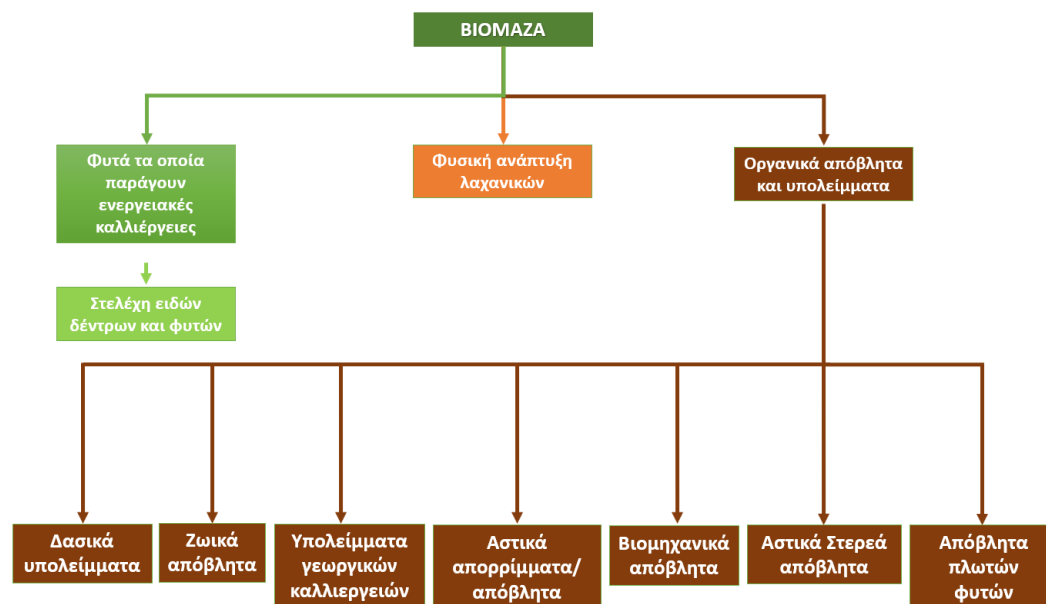 ΒΙΟΜΑΖΑ
Φυτά τα οποία
παράγουν
ενεργειακές
καλλιέργειες
Φυσική ανάπτυξη
λαχανικών
Οργανικά απόβλητα
και υπολείμματα
Στελέχη ειδών
δέντρων και φυτών
Δασικά
υπολείμματα
Ζωικά
απόβλητα
Υπολείμματα
γεωργικών
καλλιεργειών
Αστικά
απορρίμματα/
απόβλητα
Βιομηχανικά
απόβλητα
Αστικά Στερεά
απόβλητα
Απόβλητα
πλωτών
φυτών